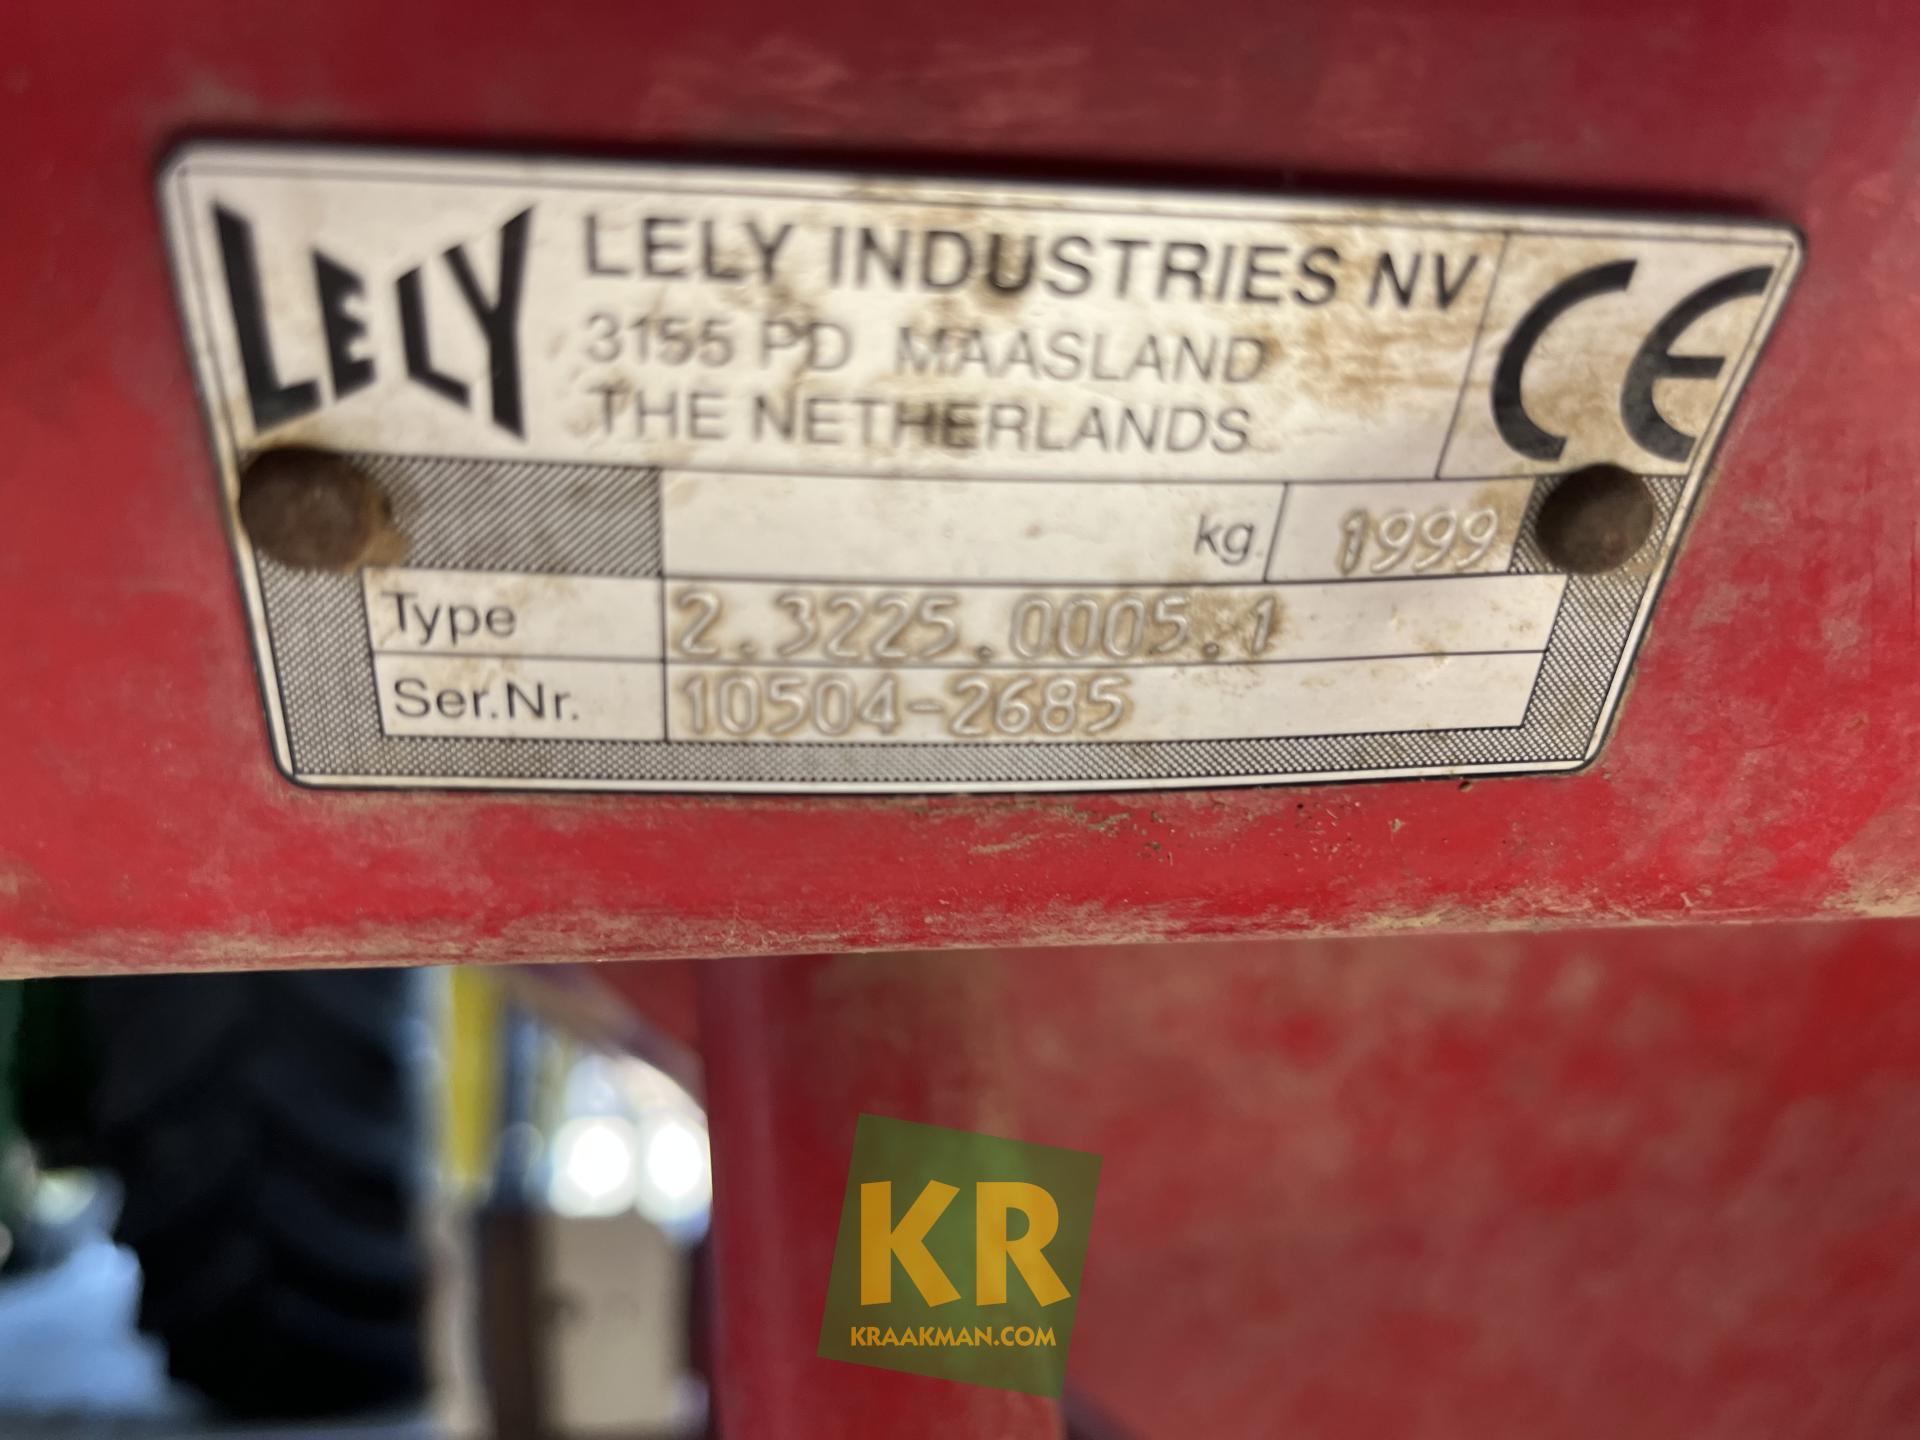 LELY
LELY INDUSTRIES NV
3155 PD MAASLAND
THE NETHERLANDS
CE
kg. 1999
Type 2.3225.0005.1
Ser.Nr. 10504-2685
KR
KRAAKMAN.COM